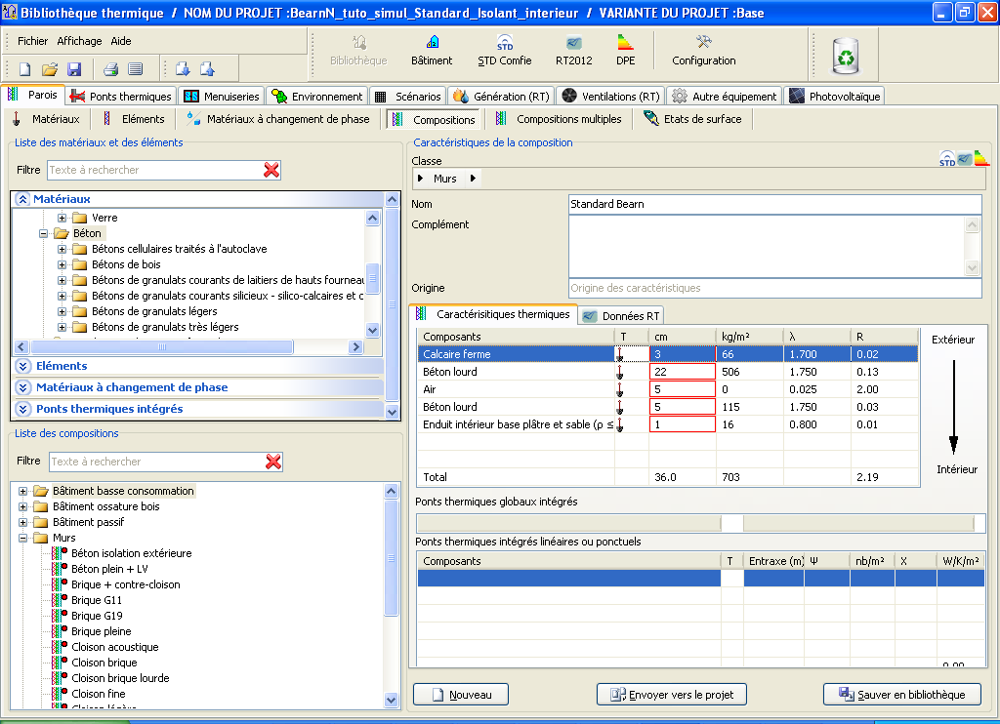 Bibliothèque thermique / NOM DU PROJET :BearnN_tuto_simul_Standard_Isolant_interieur / VARIANTE DU PROJET :Base
Fichier Affichage Aide
Bibliothèque
Bâtiment
STD
STD Comfie
RT2012
DPE
Configuration
Parois
Ponts thermiques
Menuiseries
Environnement
Scénarios
Génération (RT)
Ventilations (RT)
Autre équipement
Photovoltaïque
Matériaux
Eléments
Matériaux à changement de phase
Compositions
Compositions multiples
Etats de surface
Liste des matériaux et des éléments
Filtre
Texte à rechercher
Matériaux
Verre
Béton
Bétons cellulaires traités à l'autoclave
Bétons de bois
Bétons de granulats courants de laitiers de hauts fourneau
Bétons de granulats courants silicieux - silico-calcaires et c
Bétons de granulats légers
Bétons de granulats très légers
Eléments
Matériaux à changement de phase
Ponts thermiques intégrés
Liste des compositions
Filtre
Texte à rechercher
Bâtiment basse consommation
Bâtiment ossature bois
Bâtiment passif
Murs
Béton isolation extérieure
Béton plein + LV
Brique + contre-cloison
Brique G11
Brique G19
Brique pleine
Cloison acoustique
Cloison brique
Cloison brique lourde
Cloison fine
Cloison légère
Caractéristiques de la composition
Classe
STD
Murs
Nom
Standard Bearn
Complément
Origine
Origine des caractéristiques
Caractérisitiques thermiques
Données RT
Composants T cm kg/m² λ R
Calcaire ferme 3 66 1.700 0.02
Béton lourd 22 506 1.750 0.13
Air 5 0 0.025 2.00
Béton lourd 5 115 1.750 0.03
Enduit intérieur base plâtre et sable (ρ ≤ 1 16 0.800 0.01
Total 36.0 703 2.19
Extérieur
Intérieur
Ponts thermiques globaux intégrés
Ponts thermiques intégrés linéaires ou ponctuels
Composants T Entraxe (m) Ψ nb/m² X W/K/m²
0.00
Nouveau
Envoyer vers le projet
Sauver en bibliothèque